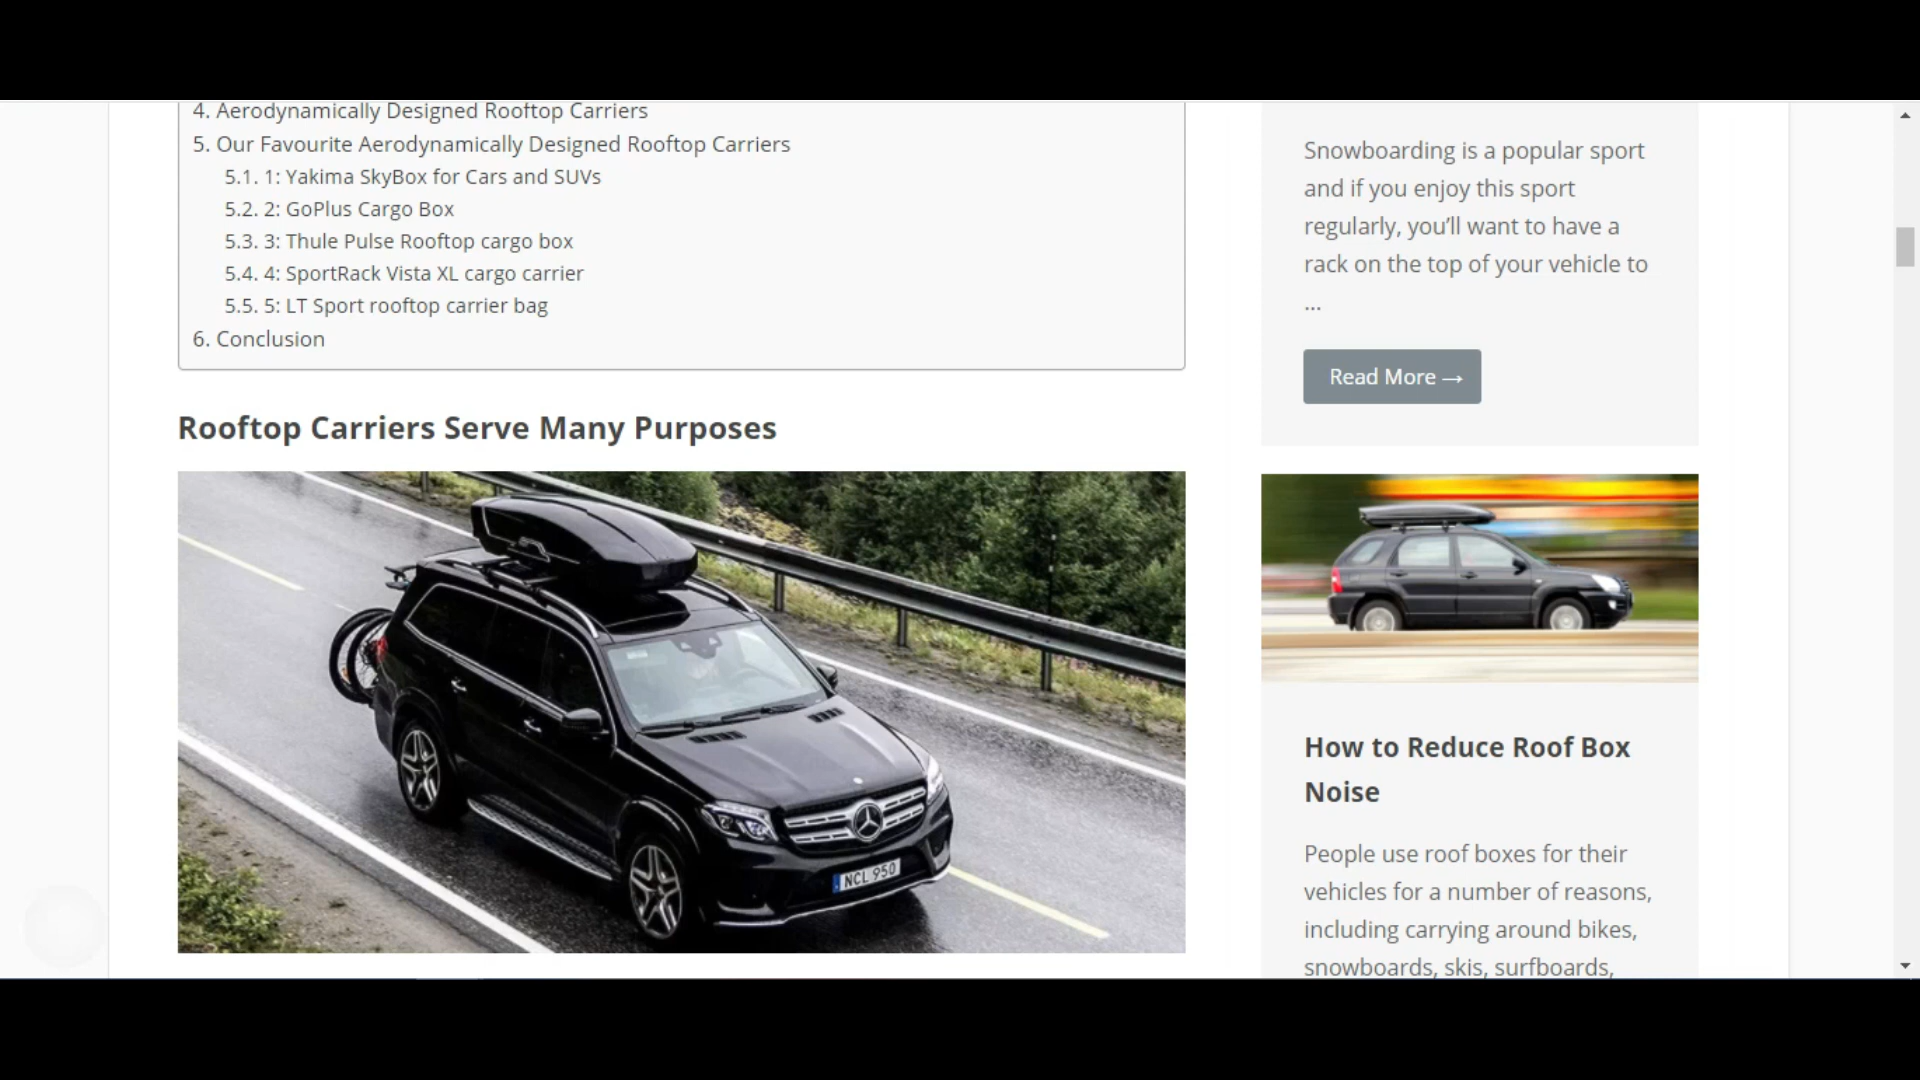 4. Aerodynamically Designed Rooftop Carriers
5. Our Favourite Aerodynamically Designed Rooftop Carriers
5.1. 1: Yakima SkyBox for Cars and SUVs
5.2. 2: GoPlus Cargo Box
5.3. 3: Thule Pulse Rooftop cargo box
5.4. 4: SportRack Vista XL cargo carrier
5.5. 5: LT Sport rooftop carrier bag
6. Conclusion
Rooftop Carriers Serve Many Purposes
NCL 950
Snowboarding is a popular sport
and if you enjoy this sport
regularly, you’ll want to have a
rack on the top of your vehicle to
...
Read More →
How to Reduce Roof Box
Noise
People use roof boxes for their
vehicles for a number of reasons,
including carrying around bikes,
snowboards, skis, surfboards,